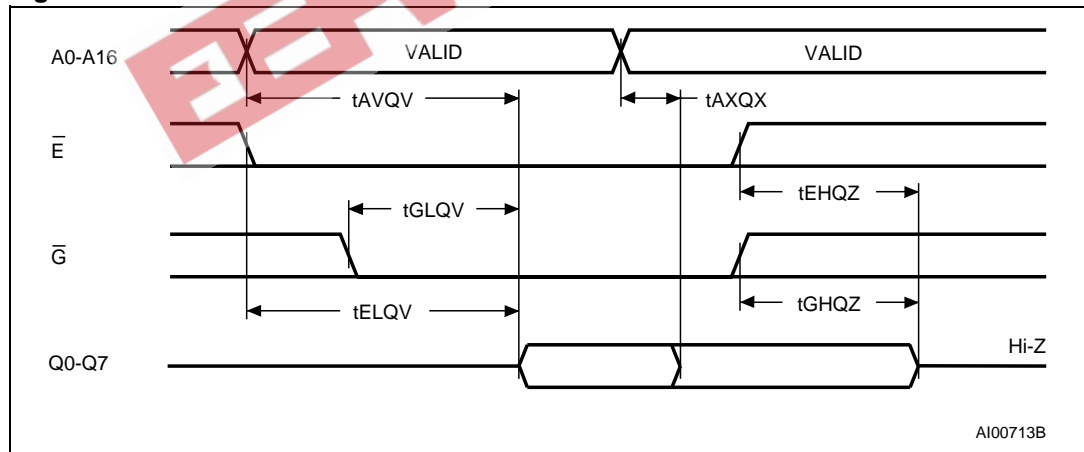 A0-A16
VALID
VALID
tAVQV
tAXQX
E̅
tEHQZ
tGLQV
G̅
tELQV
tGHQZ
Q0-Q7
Hi-Z
AI00713B